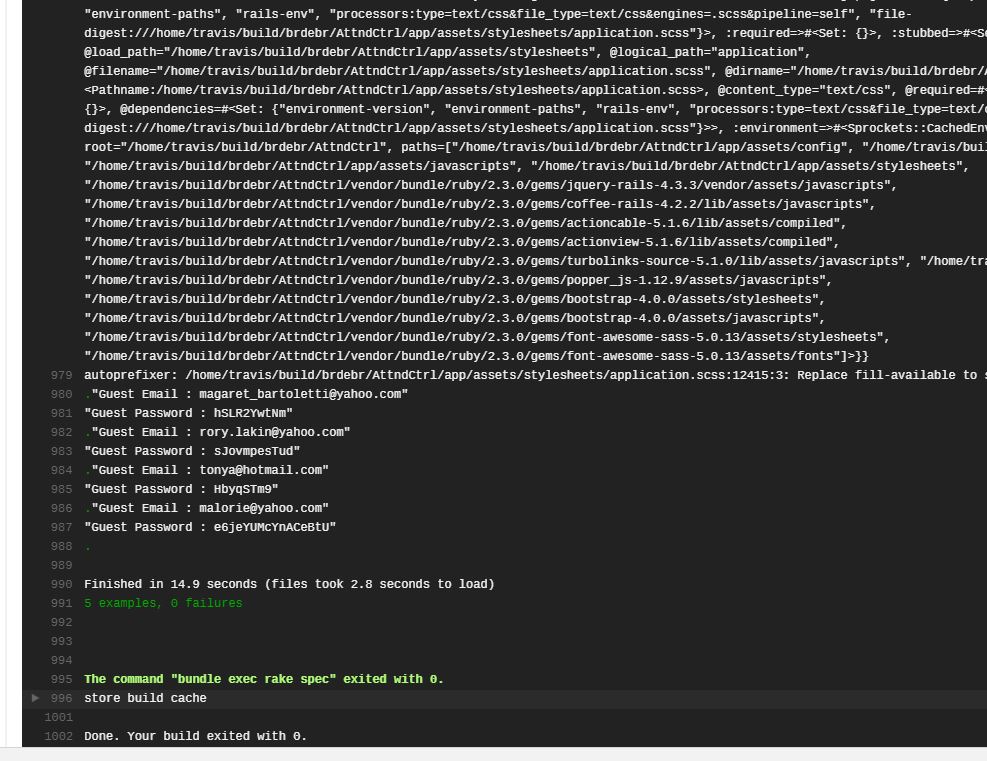 "environment-paths", "rails-env", "processors:type=text/css&file_type=text/css&engines=.scss&pipeline=self", "file-
digest:///home/travis/build/brdebr/AttndCtrl/app/assets/stylesheets/application.scss"}>, :required=>#<Set: {}>, :stubbed=>#<Se
@load_path="/home/travis/build/brdebr/AttndCtrl/app/assets/stylesheets", @logical_path="application",
@filename="/home/travis/build/brdebr/AttndCtrl/app/assets/stylesheets/application.scss", @dirname="/home/travis/build/brdebr/A
<Pathname:/home/travis/build/brdebr/AttndCtrl/app/assets/stylesheets/application.scss>, @content_type="text/css", @required=#<
{}>, @dependencies=#<Set: {"environment-version", "environment-paths", "rails-env", "processors:type=text/css&file_type=text/c
digest:///home/travis/build/brdebr/AttndCtrl/app/assets/stylesheets/application.scss"}>>, :environment=>#<Sprockets::CachedEnv
root="/home/travis/build/brdebr/AttndCtrl", paths=["/home/travis/build/brdebr/AttndCtrl/app/assets/config", "/home/travis/buil
"/home/travis/build/brdebr/AttndCtrl/app/assets/javascripts", "/home/travis/build/brdebr/AttndCtrl/app/assets/stylesheets",
"/home/travis/build/brdebr/AttndCtrl/vendor/bundle/ruby/2.3.0/gems/jquery-rails-4.3.3/vendor/assets/javascripts",
"/home/travis/build/brdebr/AttndCtrl/vendor/bundle/ruby/2.3.0/gems/coffee-rails-4.2.2/lib/assets/javascripts",
"/home/travis/build/brdebr/AttndCtrl/vendor/bundle/ruby/2.3.0/gems/actioncable-5.1.6/lib/assets/compiled",
"/home/travis/build/brdebr/AttndCtrl/vendor/bundle/ruby/2.3.0/gems/actionview-5.1.6/lib/assets/compiled",
"/home/travis/build/brdebr/AttndCtrl/vendor/bundle/ruby/2.3.0/gems/turbolinks-source-5.1.0/lib/assets/javascripts", "/home/tra
"/home/travis/build/brdebr/AttndCtrl/vendor/bundle/ruby/2.3.0/gems/popper_js-1.12.9/assets/javascripts",
"/home/travis/build/brdebr/AttndCtrl/vendor/bundle/ruby/2.3.0/gems/bootstrap-4.0.0/assets/stylesheets",
"/home/travis/build/brdebr/AttndCtrl/vendor/bundle/ruby/2.3.0/gems/bootstrap-4.0.0/assets/javascripts",
"/home/travis/build/brdebr/AttndCtrl/vendor/bundle/ruby/2.3.0/gems/font-awesome-sass-5.0.13/assets/stylesheets",
"/home/travis/build/brdebr/AttndCtrl/vendor/bundle/ruby/2.3.0/gems/font-awesome-sass-5.0.13/assets/fonts"]>}}
979 autoprefixer: /home/travis/build/brdebr/AttndCtrl/app/assets/stylesheets/application.scss:12415:3: Replace fill-available to s
980 ."Guest Email : magaret_bartoletti@yahoo.com"
981 "Guest Password : hSLR2YwtNm"
982 ."Guest Email : rory.lakin@yahoo.com"
983 "Guest Password : sJovmpesTud"
984 ."Guest Email : tonya@hotmail.com"
985 "Guest Password : HbyqSTm9"
986 ."Guest Email : malorie@yahoo.com"
987 "Guest Password : e6jeYUMcYnACeBtU"
988 .
989
990 Finished in 14.9 seconds (files took 2.8 seconds to load)
991 5 examples, 0 failures
992
993
994
995 The command "bundle exec rake spec" exited with 0.
996 store build cache
1001
1002 Done. Your build exited with 0.